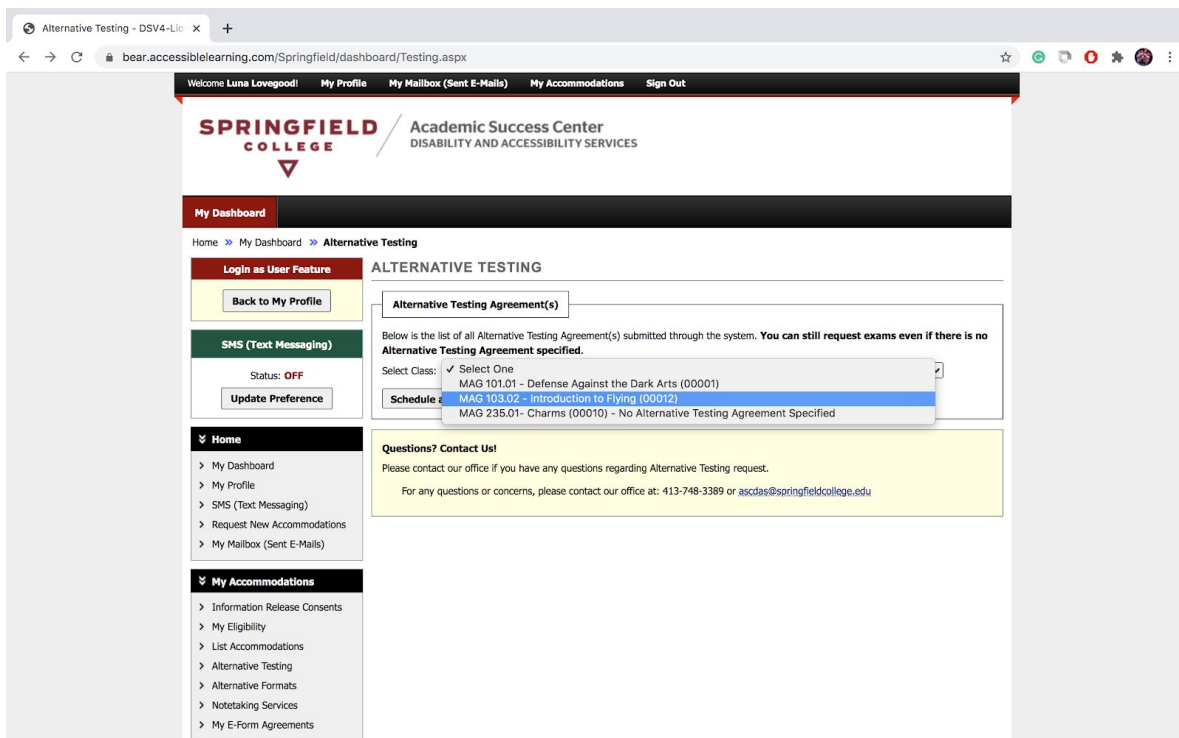 Alternative Testing - DSV4-Lio
bear.accessiblelearning.com/Springfield/dashboard/Testing.aspx
Welcome Luna Lovegood! My Profile My Mailbox (Sent E-Mails) My Accommodations Sign Out
SPRINGFIELD
COLLEGE
Academic Success Center
DISABILITY AND ACCESSIBILITY SERVICES
My Dashboard
Home » My Dashboard » Alternative Testing
Login as User Feature
Back to My Profile
SMS (Text Messaging)
Status: OFF
Update Preference
Home
My Dashboard
My Profile
SMS (Text Messaging)
Request New Accommodations
My Mailbox (Sent E-Mails)
My Accommodations
Information Release Consents
My Eligibility
List Accommodations
Alternative Testing
Alternative Formats
Notetaking Services
My E-Form Agreements
ALTERNATIVE TESTING
Alternative Testing Agreement(s)
Below is the list of all Alternative Testing Agreement(s) submitted through the system. You can still request exams even if there is no
Alternative Testing Agreement specified.
Select Class:
✓ Select One
MAG 101.01 - Defense Against the Dark Arts (00001)
MAG 103.02 - Introduction to Flying (00012)
MAG 235.01- Charms (00010) - No Alternative Testing Agreement Specified
Schedule a
Questions? Contact Us!
Please contact our office if you have any questions regarding Alternative Testing request.
For any questions or concerns, please contact our office at: 413-748-3389 or ascdas@springfieldcollege.edu